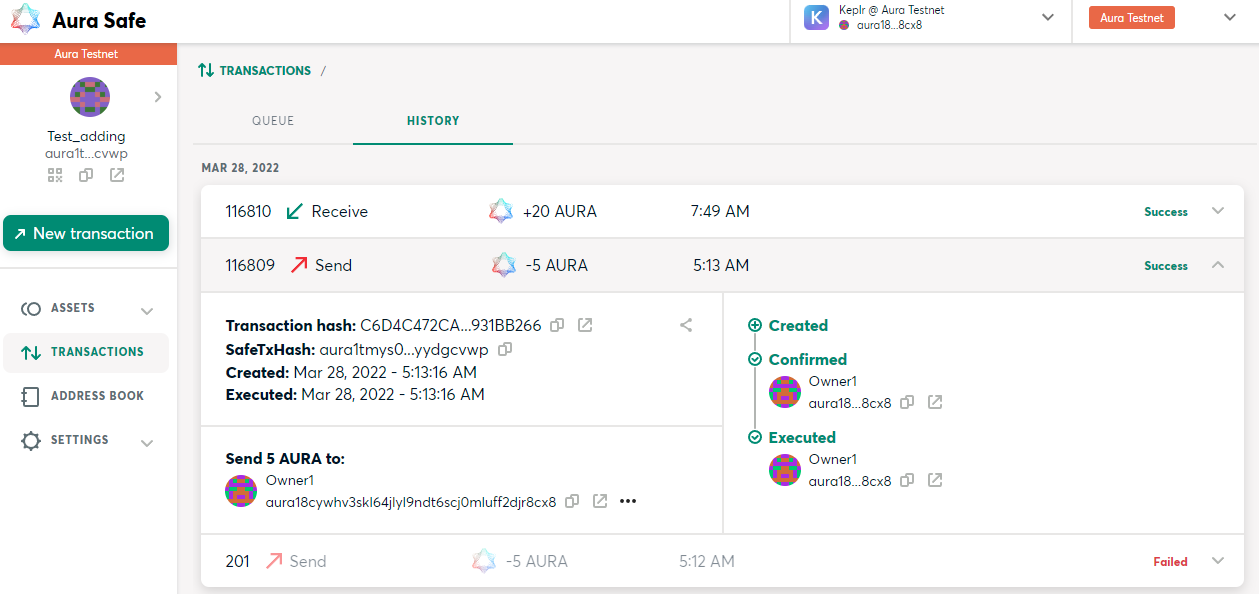 Aura Safe
K
Keplr @ Aura Testnet
aura18...8cx8
Aura Testnet
Aura Testnet
Test_adding
aura1t...cvwp
New transaction
ASSETS
TRANSACTIONS
ADDRESS BOOK
SETTINGS
TRANSACTIONS /
QUEUE HISTORY
MAR 28, 2022
116810 Receive +20 AURA 7:49 AM Success
116809 Send -5 AURA 5:13 AM Success
Transaction hash: C6D4C472CA...931BB266
SafeTxHash: aura1tmys0...yydgcvwp
Created: Mar 28, 2022 - 5:13:16 AM
Executed: Mar 28, 2022 - 5:13:16 AM
Send 5 AURA to:
Owner1
aura18cywhv3skl64jlyl9ndt6scj0mluff2djr8cx8
Created
Confirmed
Owner1
aura18...8cx8
Executed
Owner1
aura18...8cx8
201 Send -5 AURA 5:12 AM Failed